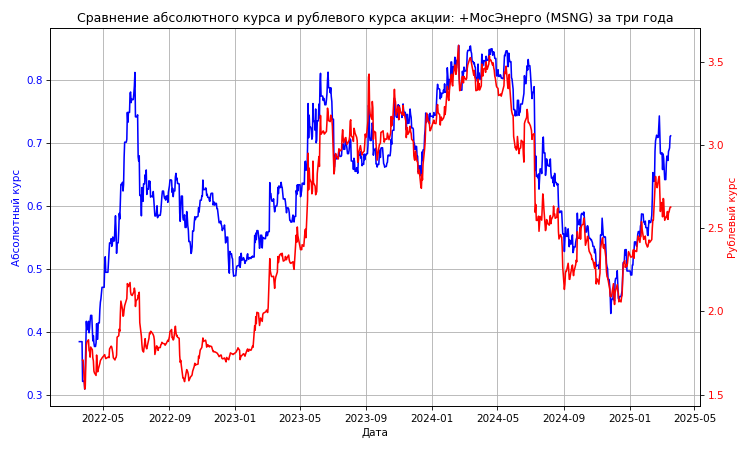 Сравнение абсолютного курса и рублевого курса акции: +МосЭнерго (MSNG) за три года
Абсолютный курс
0.8
0.7
0.6
0.5
0.4
0.3
3.5
3.0
2.5
2.0
1.5
Рублевый курс
2022-05 2022-09 2023-01 2023-05 2023-09 2024-01 2024-05 2024-09 2025-01 2025-05
Дата